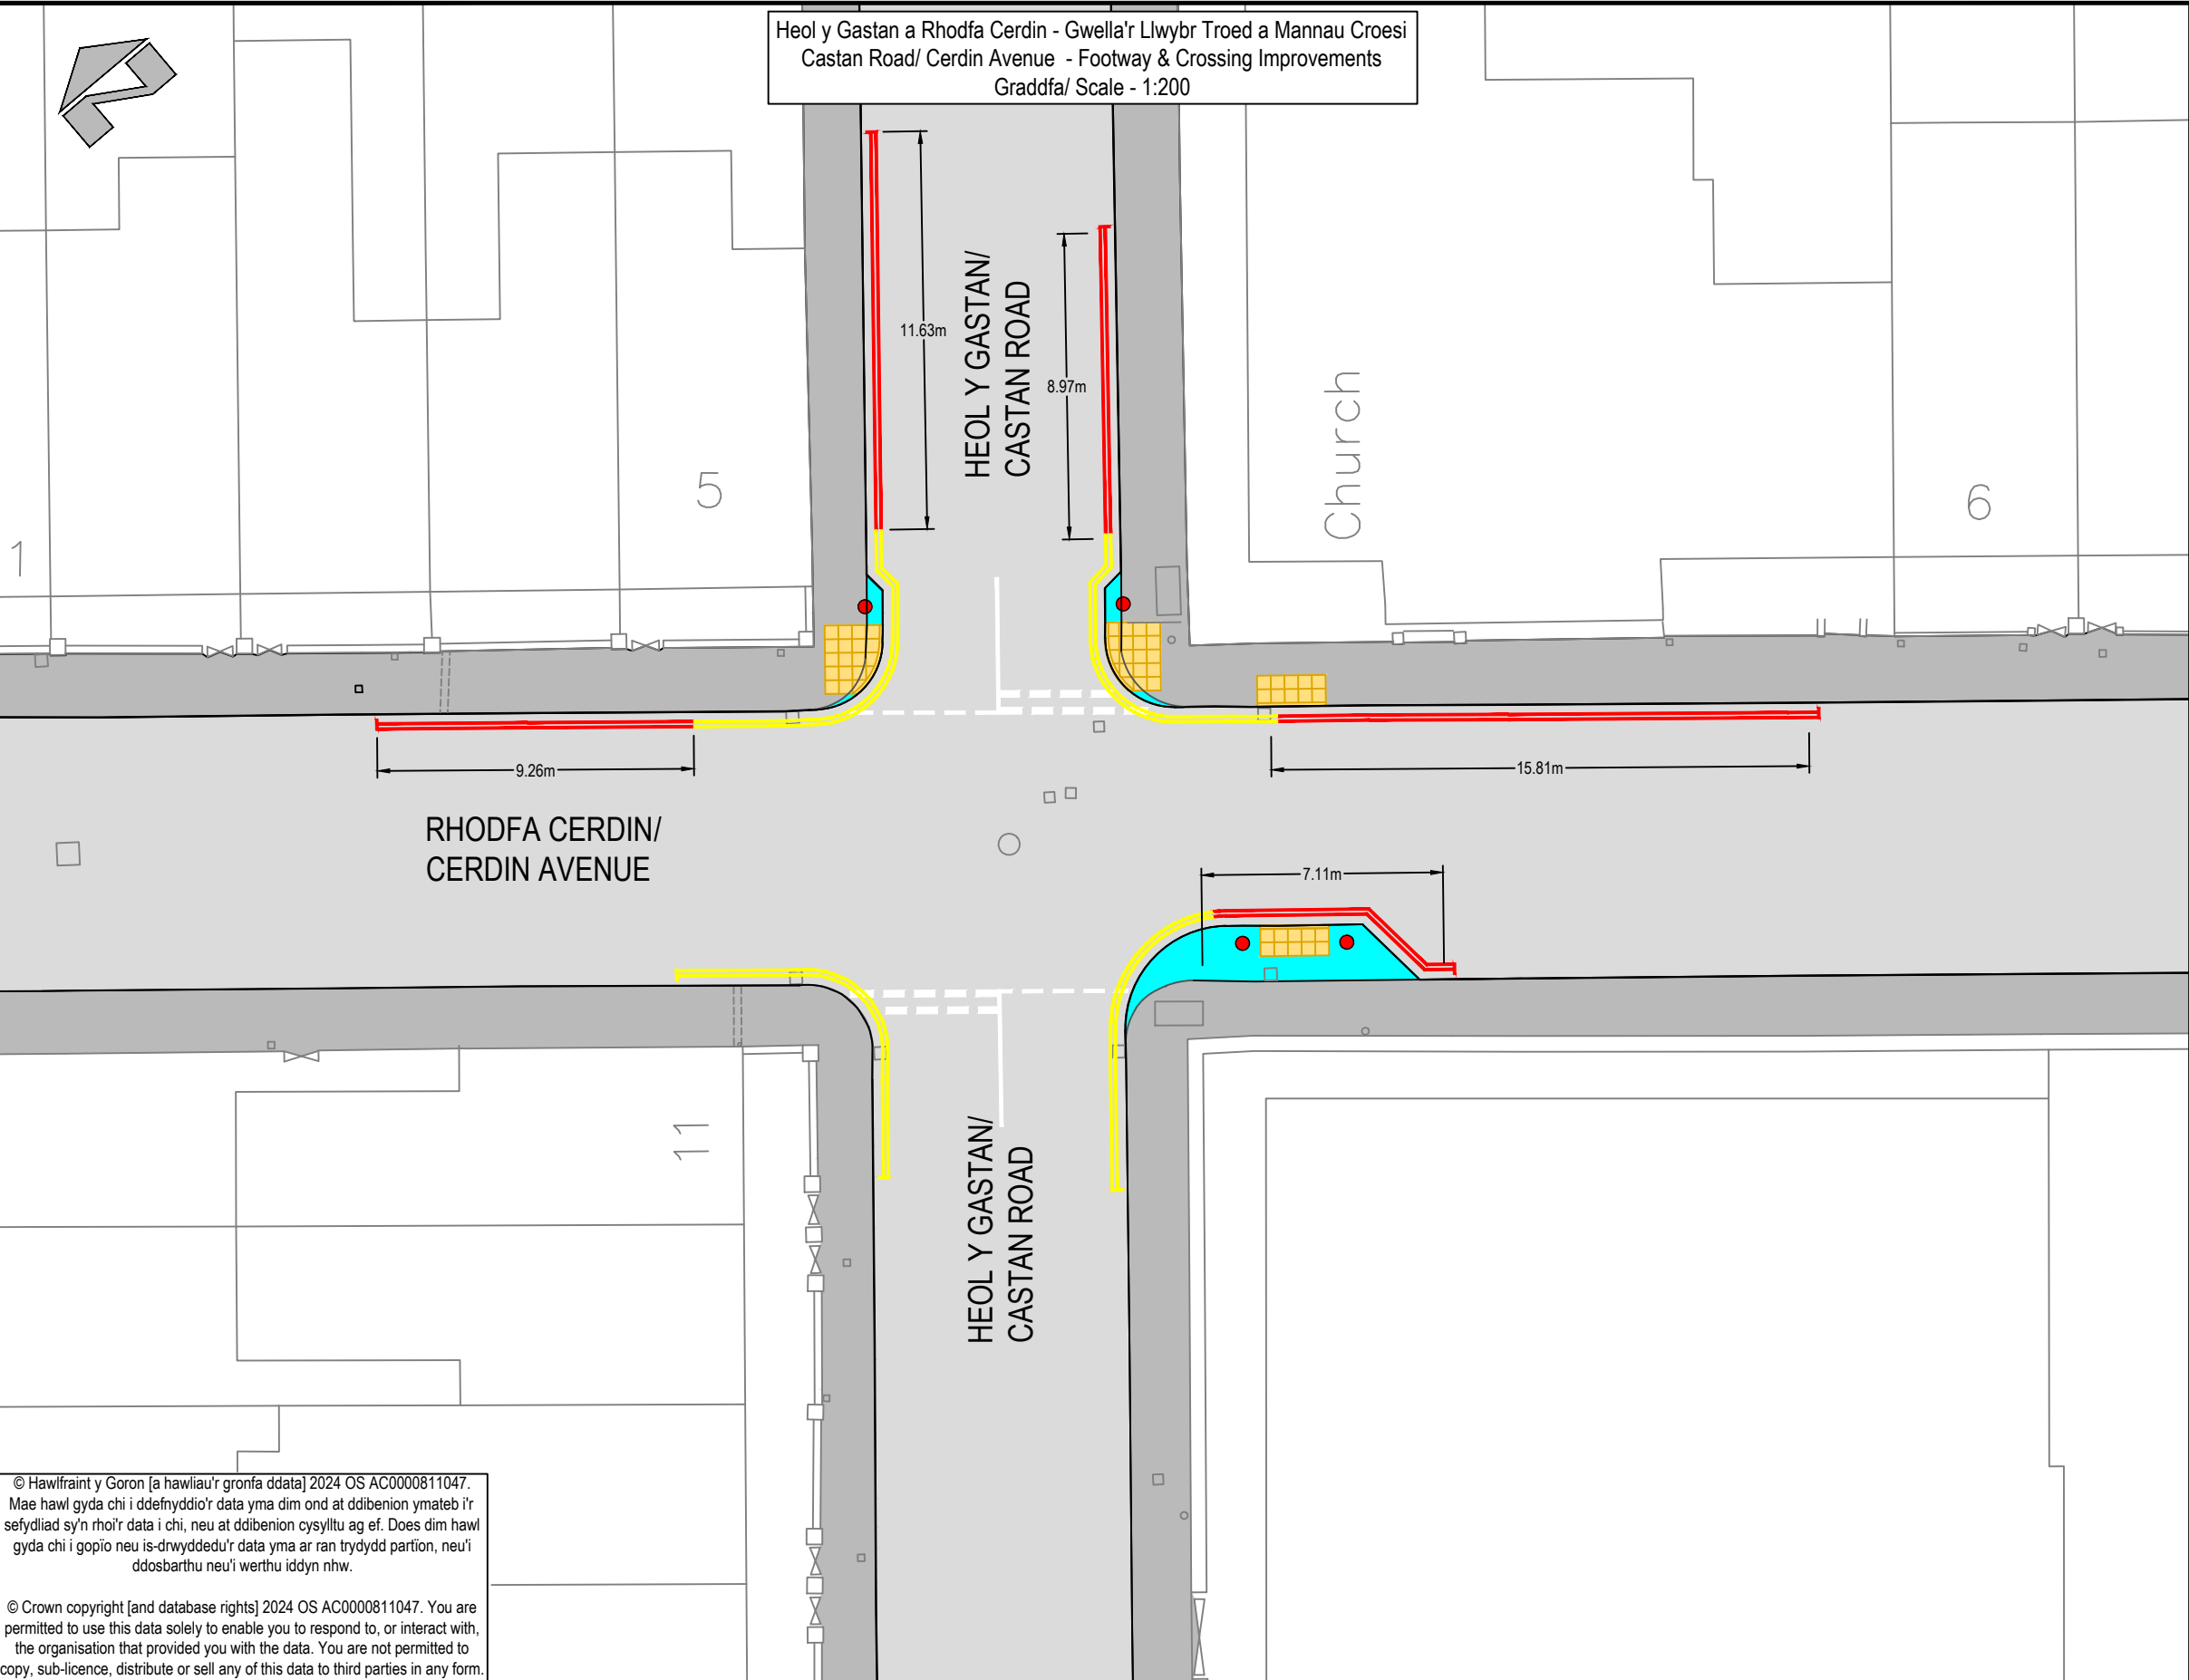 Heol y Gastan a Rhodfa Cerdin - Gwella'r Llwybr Troed a Mannau Croesi
Castan Road/ Cerdin Avenue - Footway & Crossing Improvements
Graddfa/ Scale - 1:200
HEOL Y GASTAN/
CASTAN ROAD
11.63m
8.97m
Church
5
6
1
9.26m
15.81m
RHODFA CERDIN/
CERDIN AVENUE
7.11m
11
HEOL Y GASTAN/
CASTAN ROAD
© Hawlfraint y Goron [a hawliau'r gronfa ddata] 2024 OS AC0000811047.
Mae hawl gyda chi i ddefnyddio'r data yma dim ond at ddibenion ymateb i'r
sefydliad sy'n rhoi'r data i chi, neu at ddibenion cysylltu ag ef. Does dim hawl
gyda chi i gopïo neu is-drwyddedu'r data yma ar ran trydydd partïon, neu'i
ddosbarthu neu'i werthu iddyn nhw.
© Crown copyright [and database rights] 2024 OS AC0000811047. You are
permitted to use this data solely to enable you to respond to, or interact with,
the organisation that provided you with the data. You are not permitted to
copy, sub-licence, distribute or sell any of this data to third parties in any form.